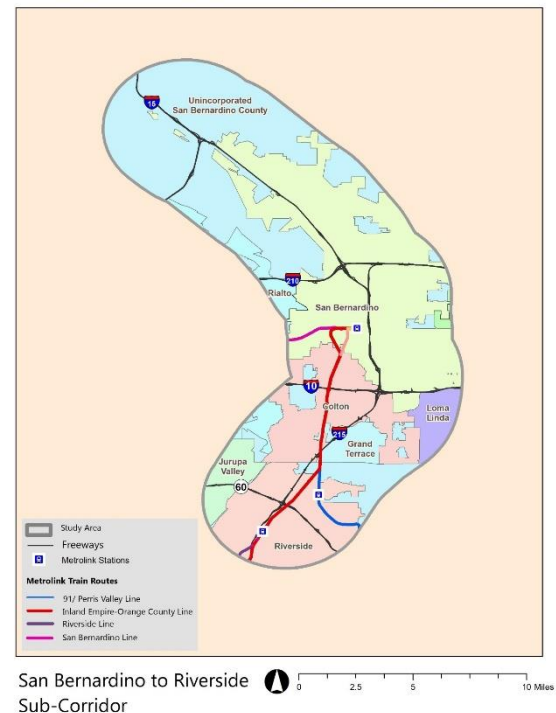 15
Unincorporated
San Bernardino County
210
Rialto
San Bernardino
10
Colton
Loma
Linda
215
Grand
Terrace
Jurupa
Valley
60
Riverside
Study Area
Freeways
Metrolink Stations
Metrolink Train Routes
91/ Perris Valley Line
Inland Empire-Orange County Line
Riverside Line
San Bernardino Line
San Bernardino to Riverside
Sub-Corridor
0 2.5 5 10 Miles